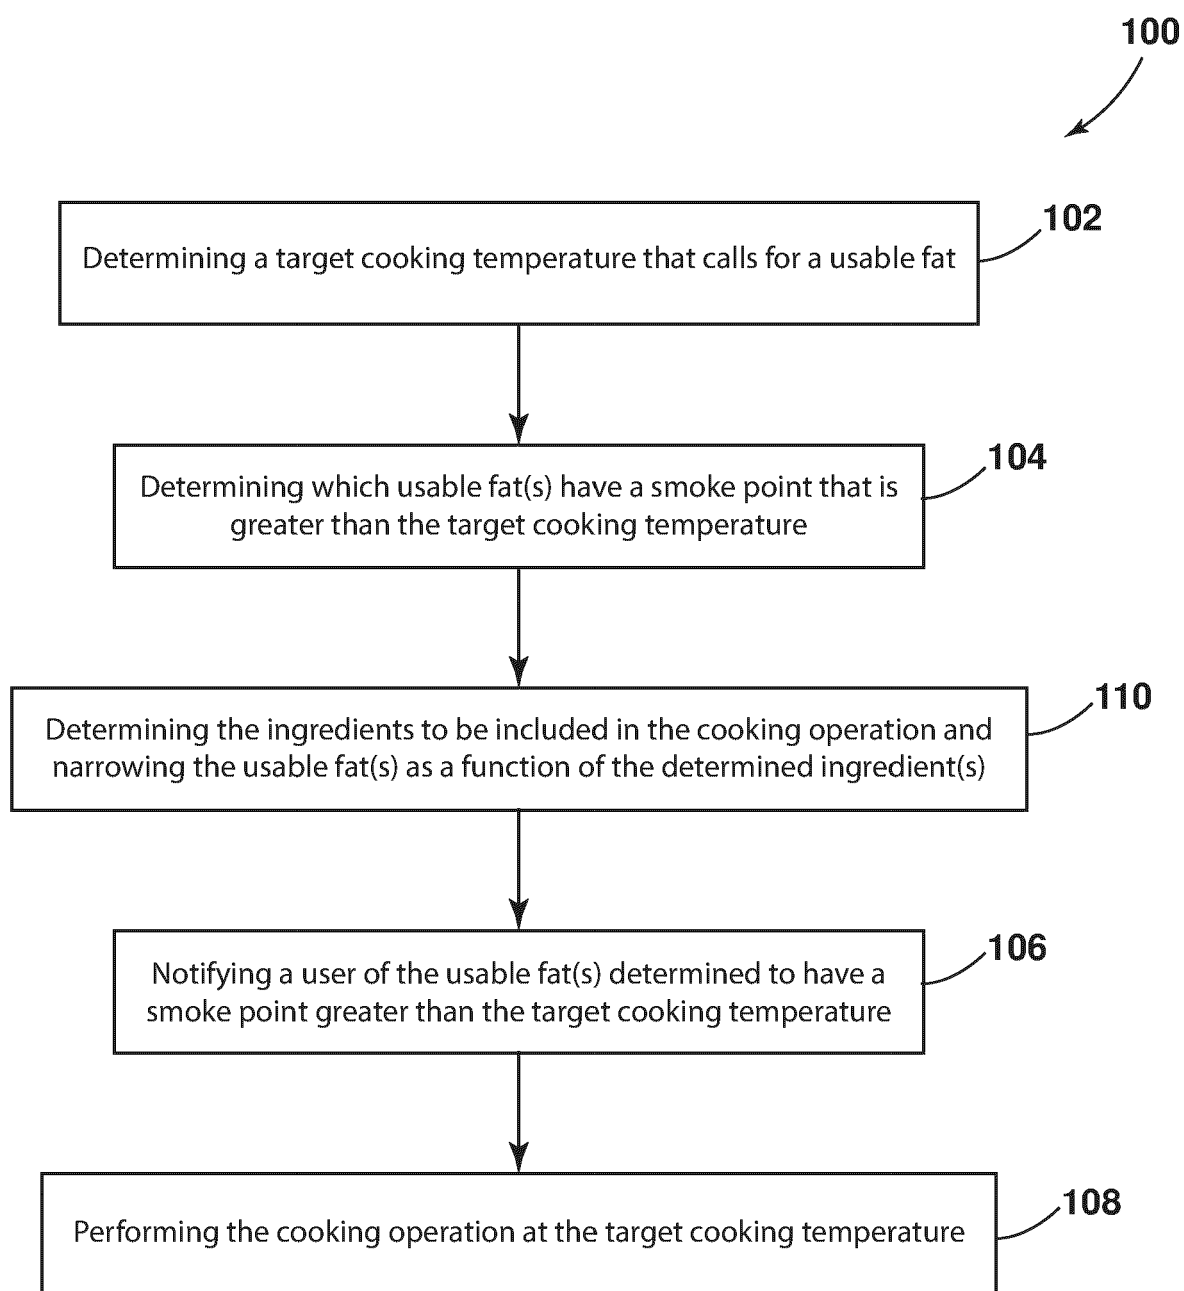 100
102
Determining a target cooking temperature that calls for a usable fat
104
Determining which usable fat(s) have a smoke point that is
greater than the target cooking temperature
110
Determining the ingredients to be included in the cooking operation and
narrowing the usable fat(s) as a function of the determined ingredient(s)
106
Notifying a user of the usable fat(s) determined to have a
smoke point greater than the target cooking temperature
108
Performing the cooking operation at the target cooking temperature